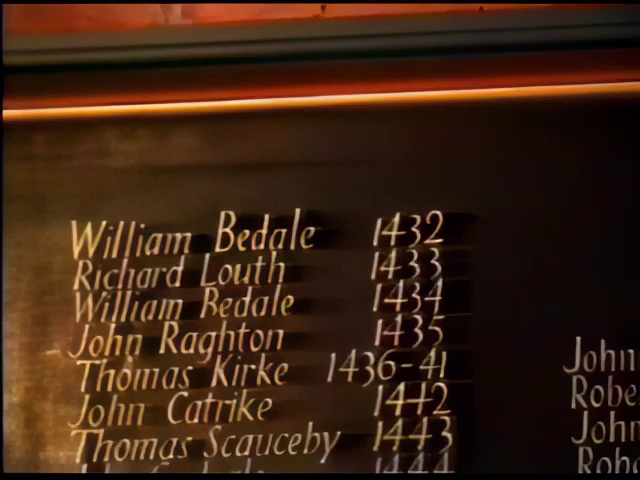 William Bedale 1432
Richard Louth 1433
William Bedale 1434
John Raghton 1435
Thomas Kirke 1436-41
John Catrike 1442
Thomas Scauceby 1443
1444
John
Robe
John
Robe